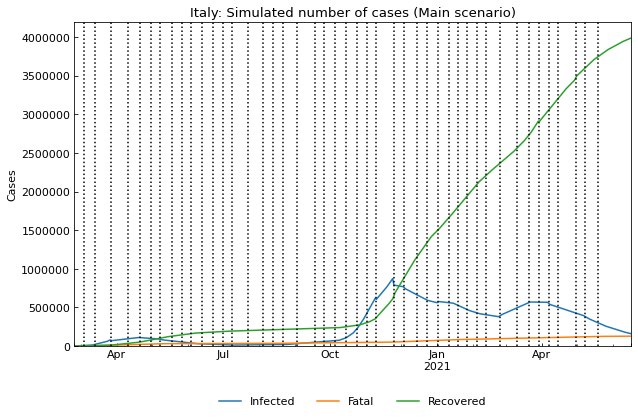 Italy: Simulated number of cases (Main scenario)
4000000
3500000
3000000
2500000
2000000
1500000
1000000
500000
0
Cases
Apr Jul Oct Jan Apr
2021
Infected Fatal Recovered